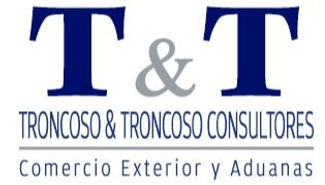 T & T
TRONCOSO & TRONCOSO CONSULTORES
Comercio Exterior y Aduanas